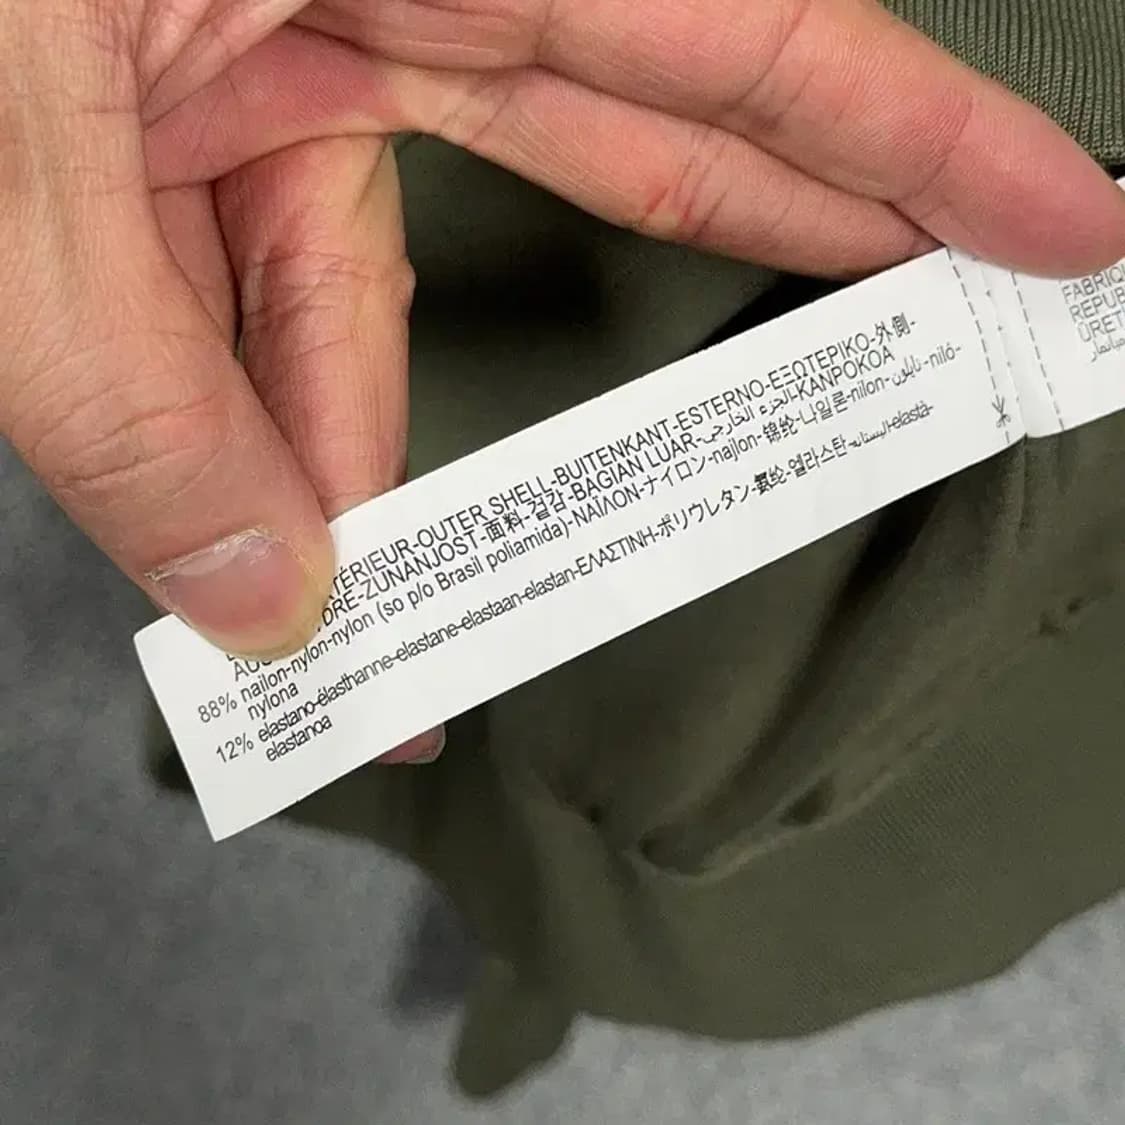 TERIEUR-OUTER SHELL-BUITENKANT-ESTERNO-ΕΞΩΤΕΡΙΚΟ-外側-
DRE-ZUNANJOST-面料-겉감-BAGIAN LUAR-الجزء الخارجي-KANPOKOA
88% nailon-nylon-nylon (so p/o Brasil poliamida)-ΝΑΪΛΟΝ-ナイロン-najlon-锦纶-나일론-nilon-نايلون-niló-
nylona
12% elastano-élasthanne-elastane-elastaan-elastan-ΕΛΑΣΤΙΝΗ-ポリウレタン-氨纶-엘라스탄-اليستان-elastà-
elastanoa
FABRIQ
REPUB
ÜRET